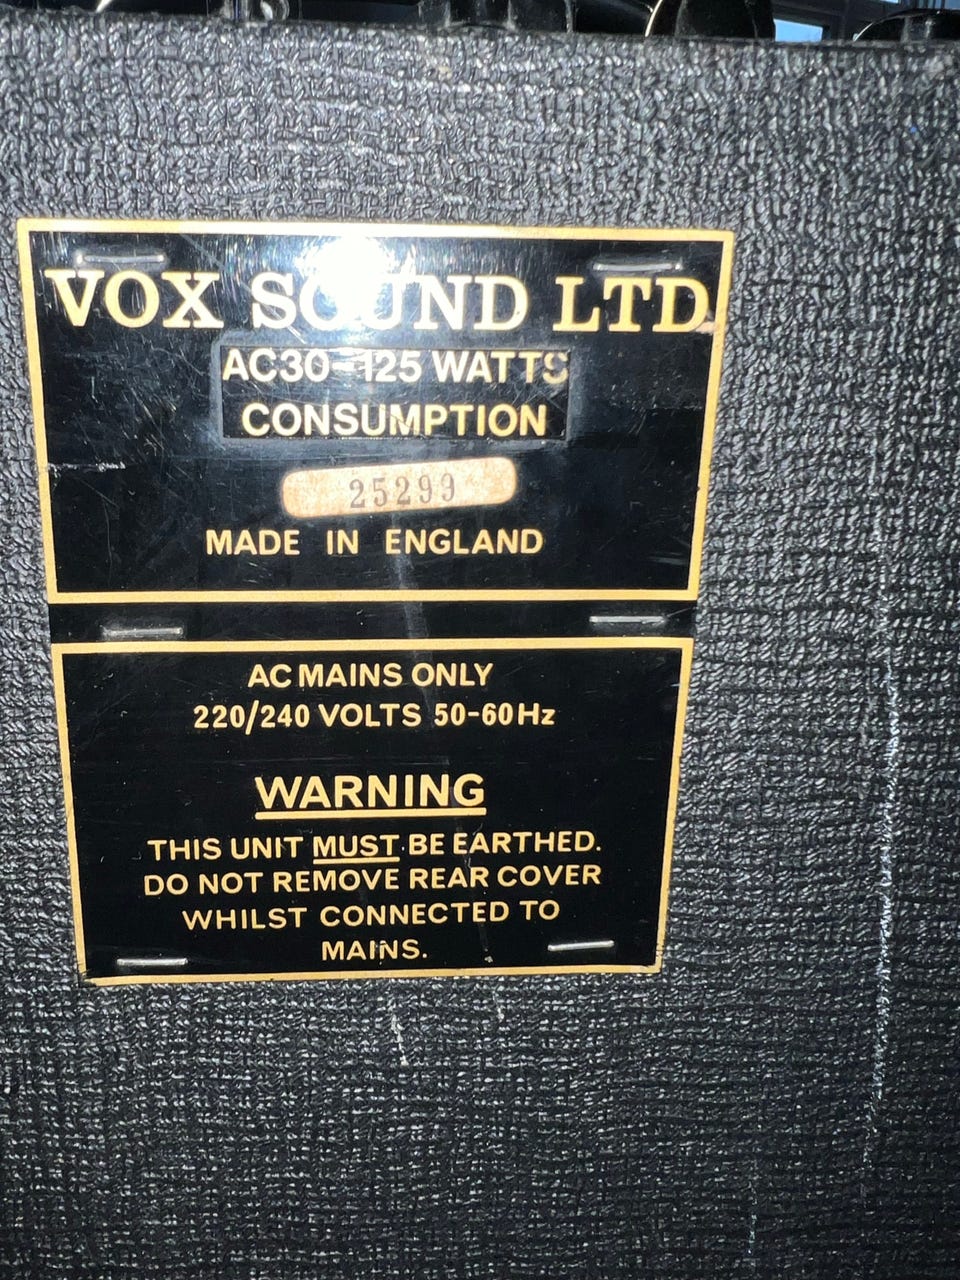 VOX SOUND LTD
AC30-125 WATTS
CONSUMPTION
25299
MADE IN ENGLAND
AC MAINS ONLY
220/240 VOLTS 50-60Hz
WARNING
THIS UNIT MUST BE EARTHED.
DO NOT REMOVE REAR COVER
WHILST CONNECTED TO
MAINS.